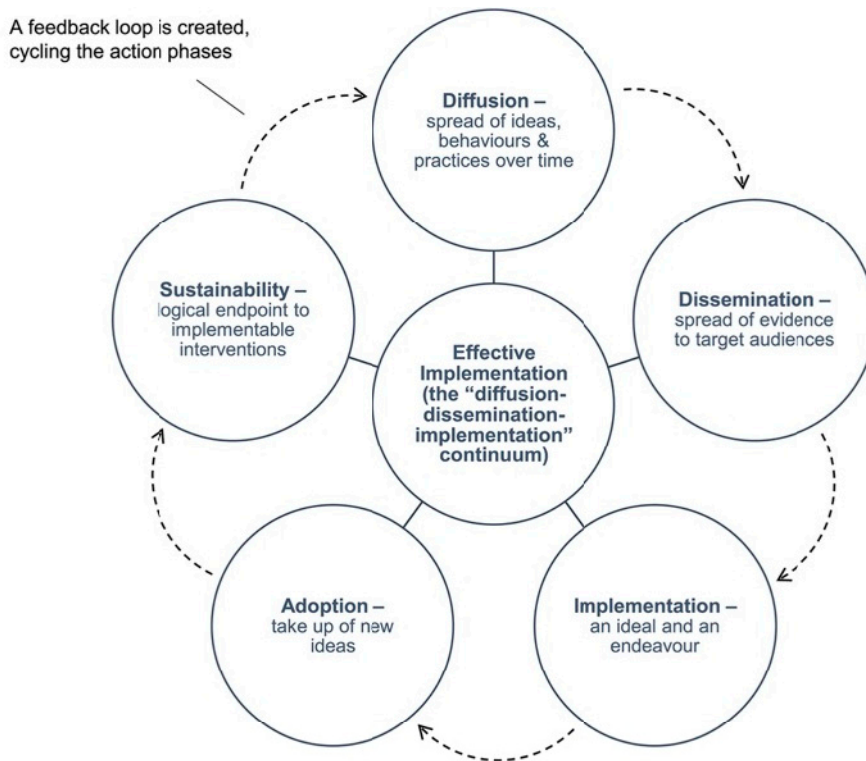 A feedback loop is created,
cycling the action phases
Diffusion –
spread of ideas,
behaviours &
practices over time
Sustainability –
logical endpoint to
implementable
interventions
Dissemination –
spread of evidence
to target audiences
Effective
Implementation
(the “diffusion-
dissemination-
implementation”
continuum)
Adoption –
take up of new
ideas
Implementation –
an ideal and an
endeavour